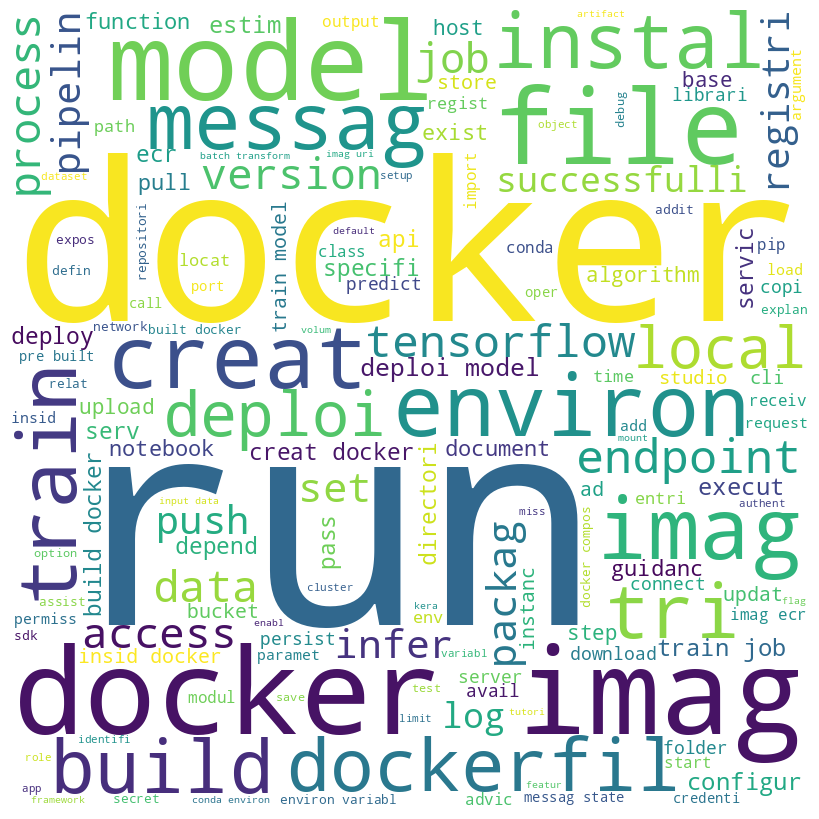 process
pipelin
function
estim
output
host
artifact
instal
model
job
store
base
librari
registri
argument
path
messag
regist
exist
file
debug
object
ecr
batch transform
imag uri
dataset
pull
version
setup
import
successfulli
docker
expos
repositori
default
addit
defin
locat
class
api
conda
servic
pip
train model
specifi
predict
algorithm
load
copi
call
port
oper
explan
deploy
network
built docker
volum
creat
tensorflow
local
pre built
deploi model
relat
train
time
studio
cli
insid
upload
deploi
environ
receiv
serv
add
request
notebook
creat docker
document
mount
endpoint
build docker
run
set
ad
execut
input data
push
pass
directori
packag
miss
entri
authent
option
depend
imag
guidanc
data
cluster
instanc
docker compos
connect
assist
bucket
kera
updat
flag
permiss
enabl
env
tri
imag ecr
sdk
access
persist
infer
step
insid docker
paramet
variabl
download
train job
docker imag
modul
save
test
server
avail
log
limit
tutori
identifi
build
dockerfil
folder
role
start
featur
configur
app
framework
secret
conda environ
environ variabl
advic
messag state
credenti